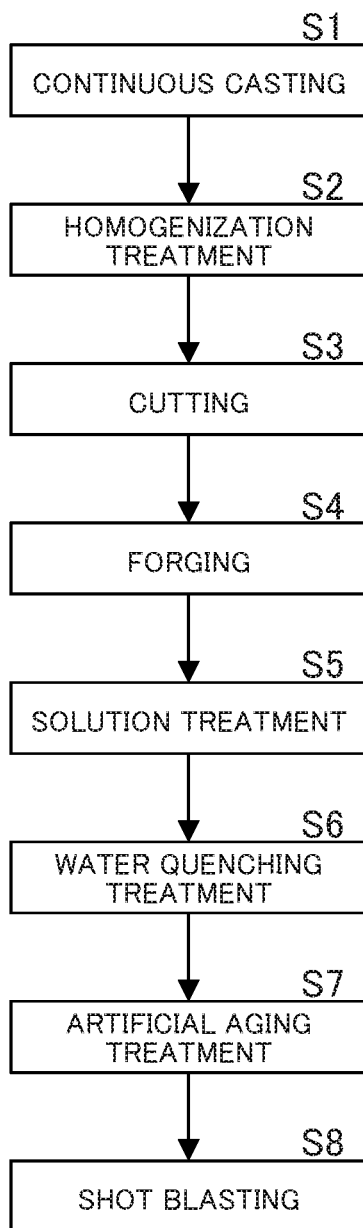 S1
CONTINUOUS CASTING
S2
HOMOGENIZATION
TREATMENT
S3
CUTTING
S4
FORGING
S5
SOLUTION TREATMENT
S6
WATER QUENCHING
TREATMENT
S7
ARTIFICIAL AGING
TREATMENT
S8
SHOT BLASTING